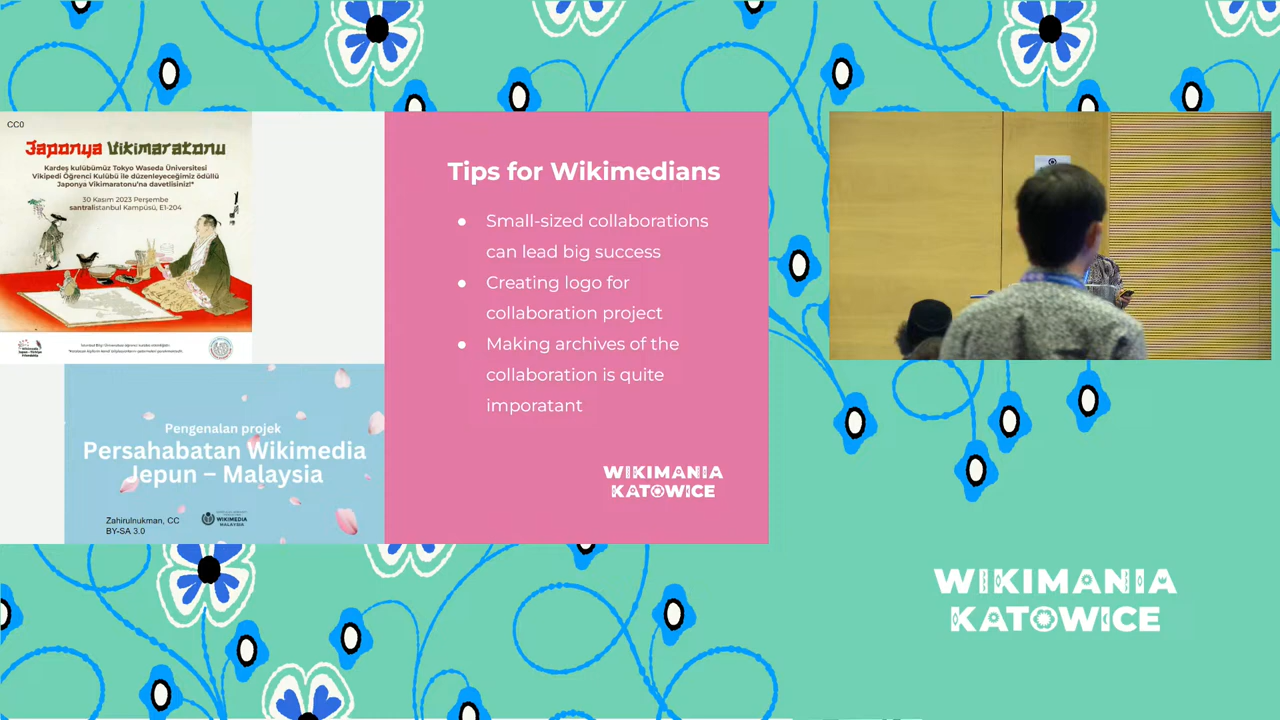 CC0
Japonya Vikimaratonu
Kardeş kulübümüz Tokyo Waseda Üniversitesi
Vikipedi Öğrenci Kulübü ile düzenleyeceğimiz ödüllü
Japonya Vikimaratonu'na davetlisiniz!*
30 Kasım 2023 Perşembe
santralistanbul Kampüsü, E1-204
Pengenalan projek
Persahabatan Wikimedia
Jepun – Malaysia
Zahirulnukman, CC
BY-SA 3.0
WIKIMEDIA
MALAYSIA
Tips for Wikimedians
● Small-sized collaborations
can lead big success
● Creating logo for
collaboration project
● Making archives of the
collaboration is quite
imporatant
WIKIMANIA
KATOWICE
WIKIMANIA
KATOWICE